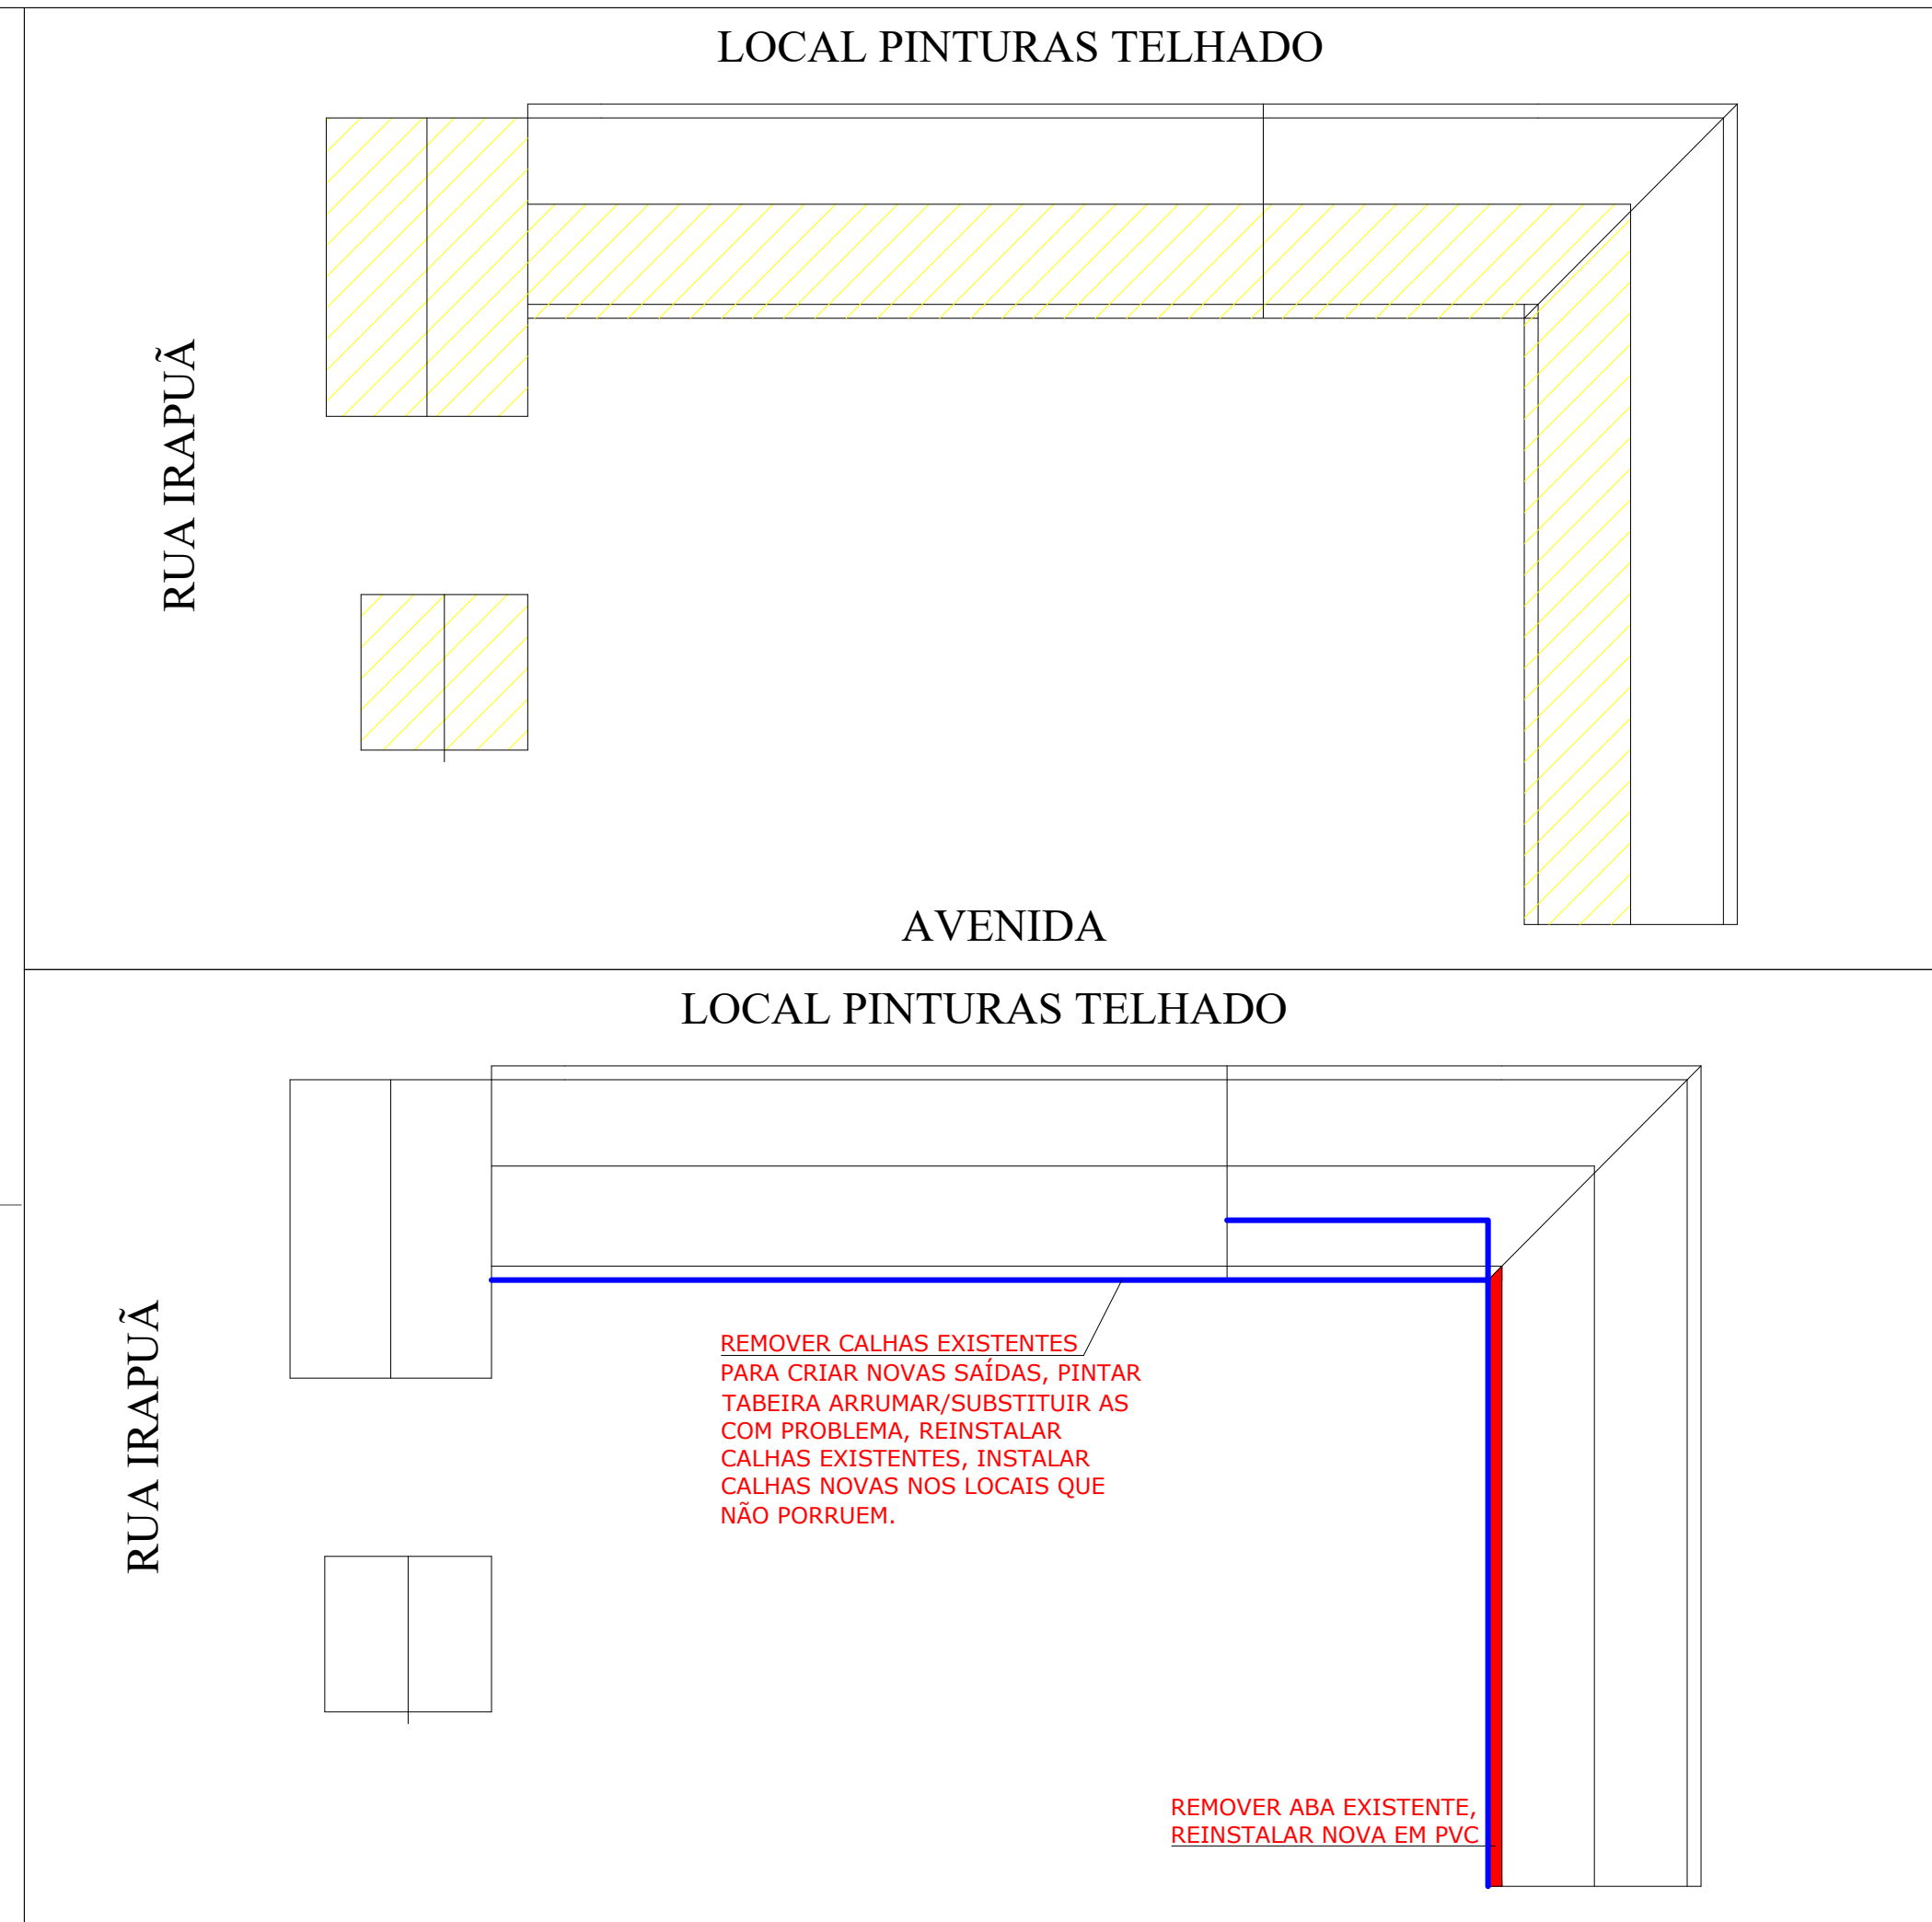 LOCAL PINTURAS TELHADO
RUA IRAPUÃ
AVENIDA
LOCAL PINTURAS TELHADO
RUA IRAPUÃ
REMOVER CALHAS EXISTENTES
PARA CRIAR NOVAS SAÍDAS, PINTAR
TABEIRA ARRUMAR/SUBSTITUIR AS
COM PROBLEMA, REINSTALAR
CALHAS EXISTENTES, INSTALAR
CALHAS NOVAS NOS LOCAIS QUE
NÃO PORRUEM.
REMOVER ABA EXISTENTE,
REINSTALAR NOVA EM PVC